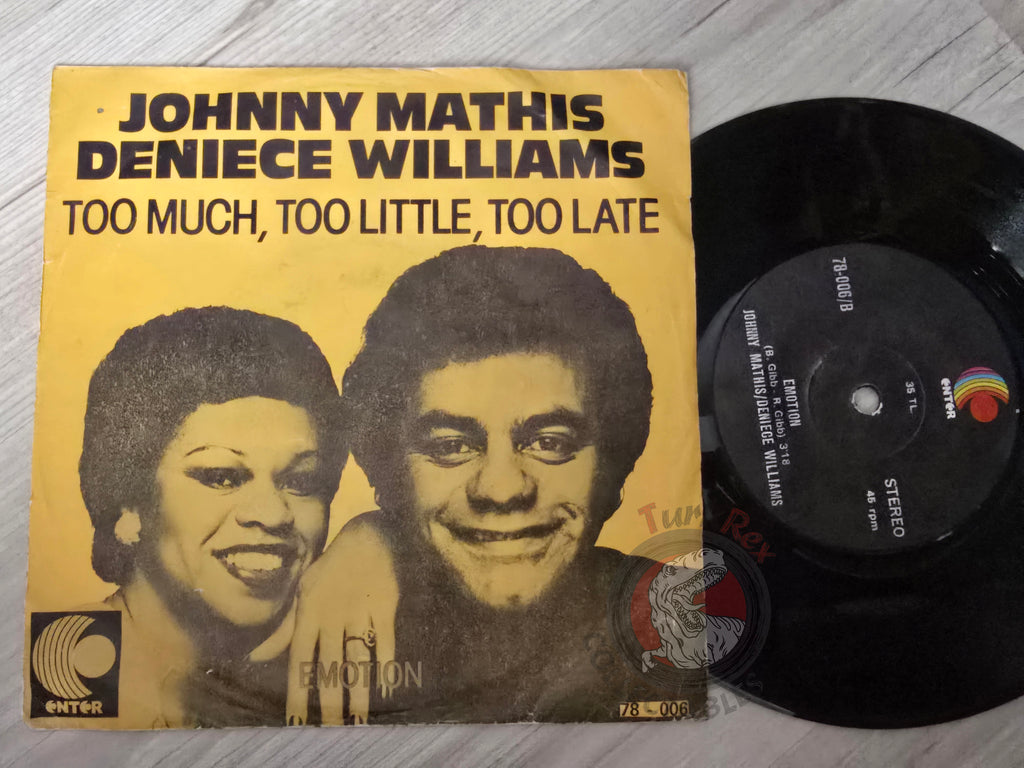 JOHNNY MATHIS
DENIECE WILLIAMS
TOO MUCH, TOO LITTLE, TOO LATE
EMOTION
ENTER
78 - 006
78-006/B
ENTER
35 TL.
EMOTION
(B. Gibb - R. Gibb) 3'18
JOHNNY MATHIS/DENIECE WILLIAMS
STEREO
45 rpm
Rex